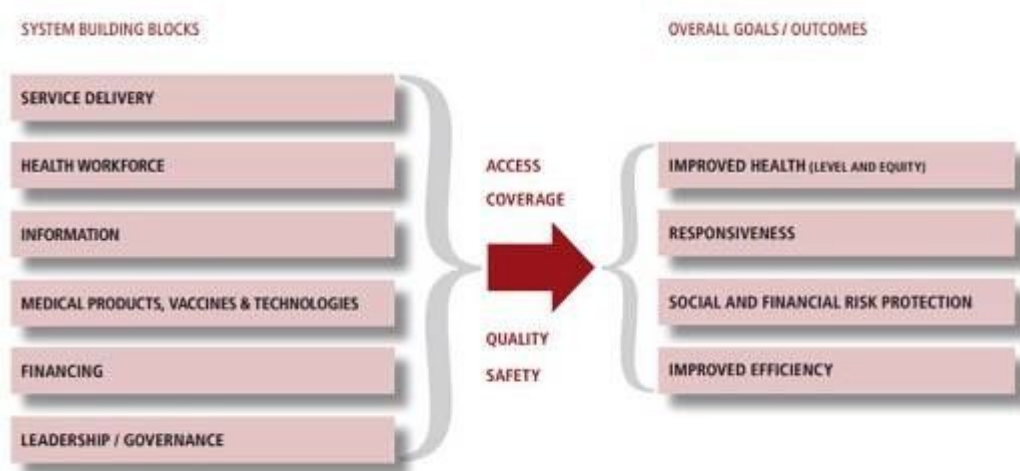 SYSTEM BUILDING BLOCKS
SERVICE DELIVERY
HEALTH WORKFORCE
INFORMATION
MEDICAL PRODUCTS, VACCINES & TECHNOLOGIES
FINANCING
LEADERSHIP / GOVERNANCE
ACCESS
COVERAGE
QUALITY
SAFETY
OVERALL GOALS / OUTCOMES
IMPROVED HEALTH (LEVEL AND EQUITY)
RESPONSIVENESS
SOCIAL AND FINANCIAL RISK PROTECTION
IMPROVED EFFICIENCY